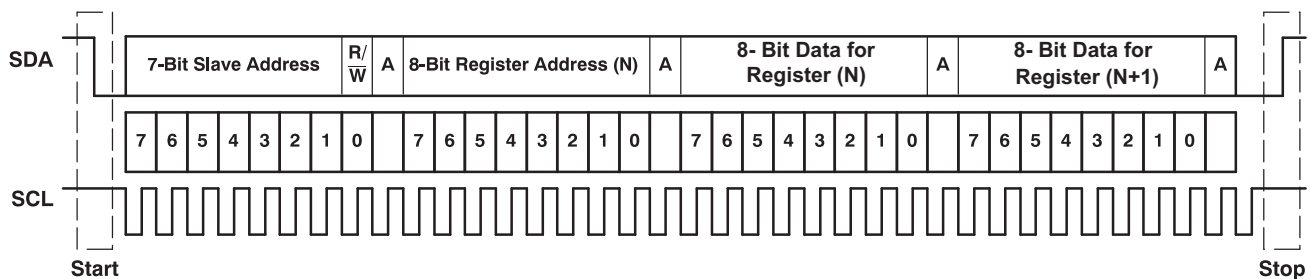 SDA
7-Bit Slave Address
R/
W
A
8-Bit Register Address (N)
A
8- Bit Data for
Register (N)
A
8- Bit Data for
Register (N+1)
A
7 6 5 4 3 2 1 0 7 6 5 4 3 2 1 0 7 6 5 4 3 2 1 0 7 6 5 4 3 2 1 0
SCL
Start
Stop